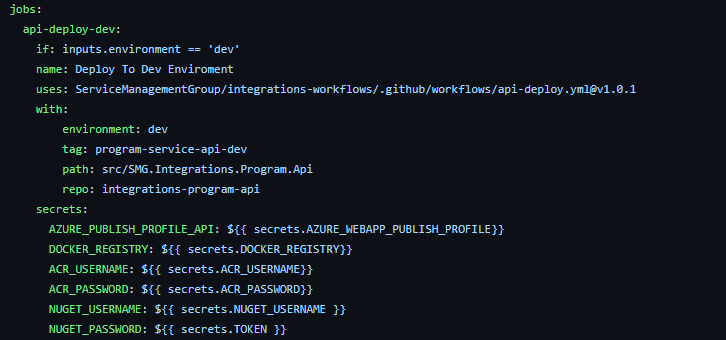 jobs:
  api-deploy-dev:
    if: inputs.environment == 'dev'
    name: Deploy To Dev Enviroment
    uses: ServiceManagementGroup/integrations-workflows/.github/workflows/api-deploy.yml@v1.0.1
    with:
        environment: dev
        tag: program-service-api-dev
        path: src/SMG.Integrations.Program.Api
        repo: integrations-program-api
    secrets:
      AZURE_PUBLISH_PROFILE_API: ${{ secrets.AZURE_WEBAPP_PUBLISH_PROFILE}}
      DOCKER_REGISTRY: ${{ secrets.DOCKER_REGISTRY}}
      ACR_USERNAME: ${{ secrets.ACR_USERNAME}}
      ACR_PASSWORD: ${{ secrets.ACR_PASSWORD}}
      NUGET_USERNAME: ${{ secrets.NUGET_USERNAME }}
      NUGET_PASSWORD: ${{ secrets.TOKEN }}